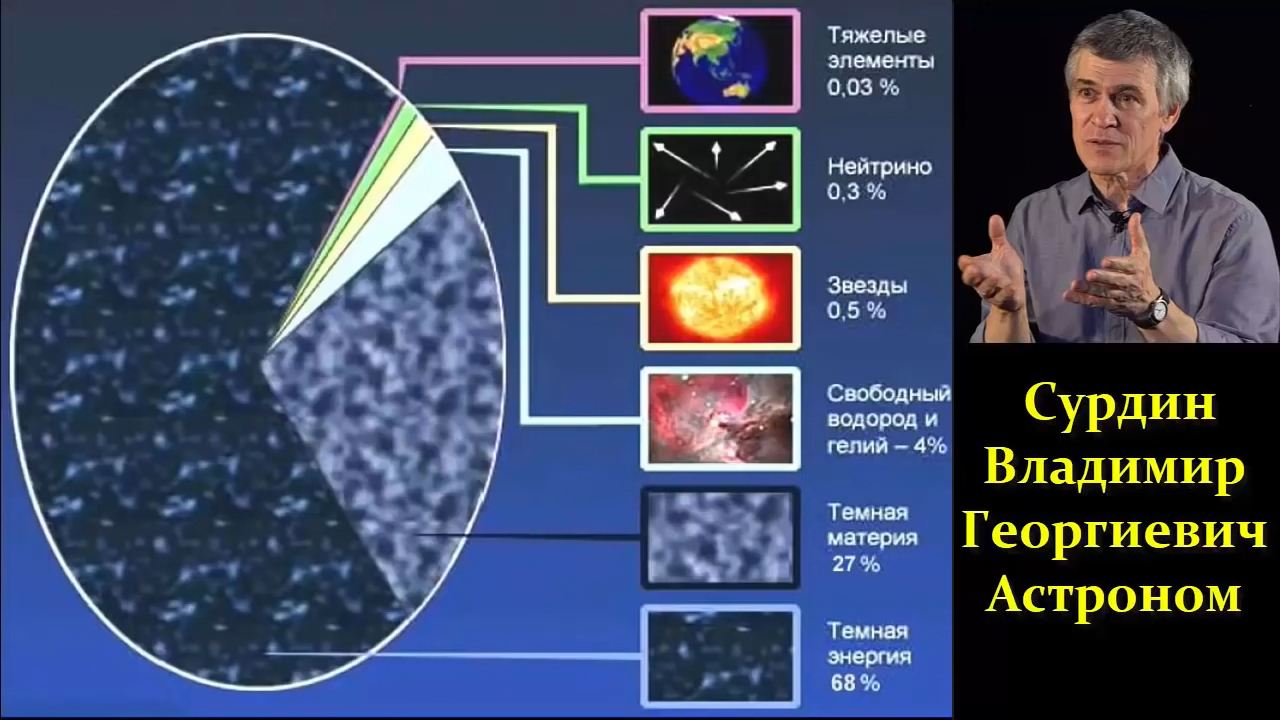 Тяжелые
элементы
0,03 %
Нейтрино
0,3 %
Звезды
0,5 %
Свободный
водород и
гелий – 4%
Темная
материя
27 %
Темная
энергия
68 %
Сурдин
Владимир
Георгиевич
Астроном